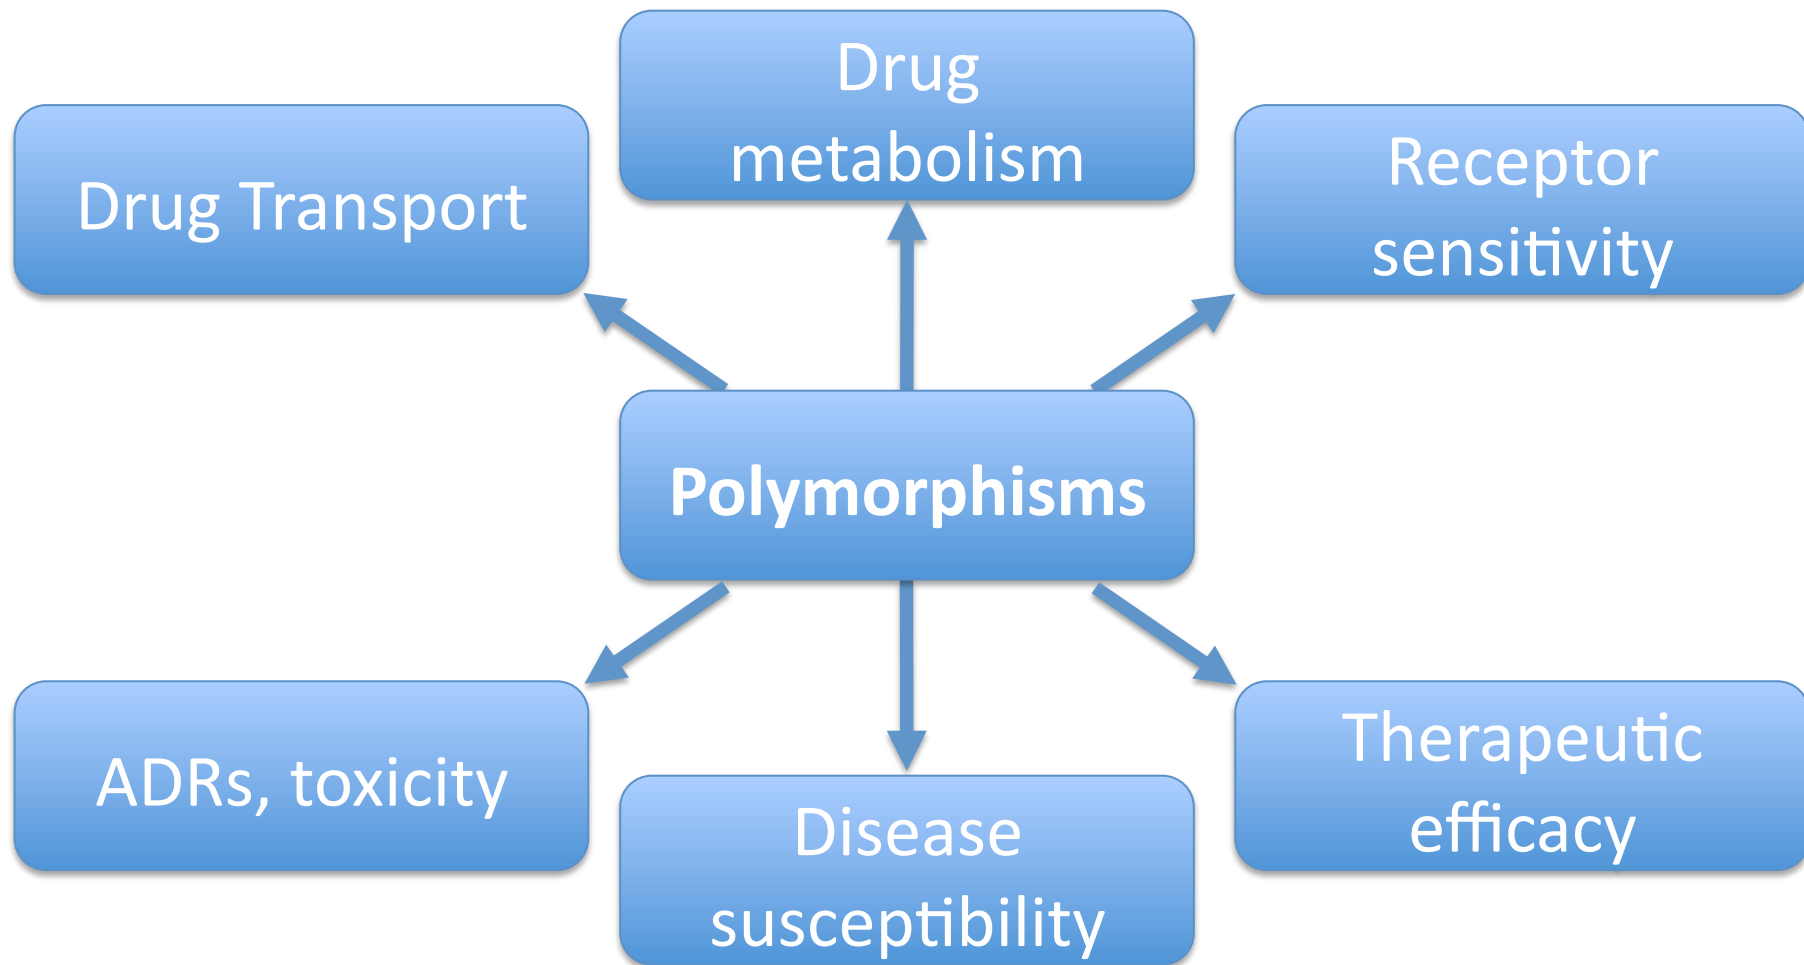 Drug
metabolism
Drug Transport
Receptor
sensitivity
Polymorphisms
ADRs, toxicity
Disease
susceptibility
Therapeutic
efficacy